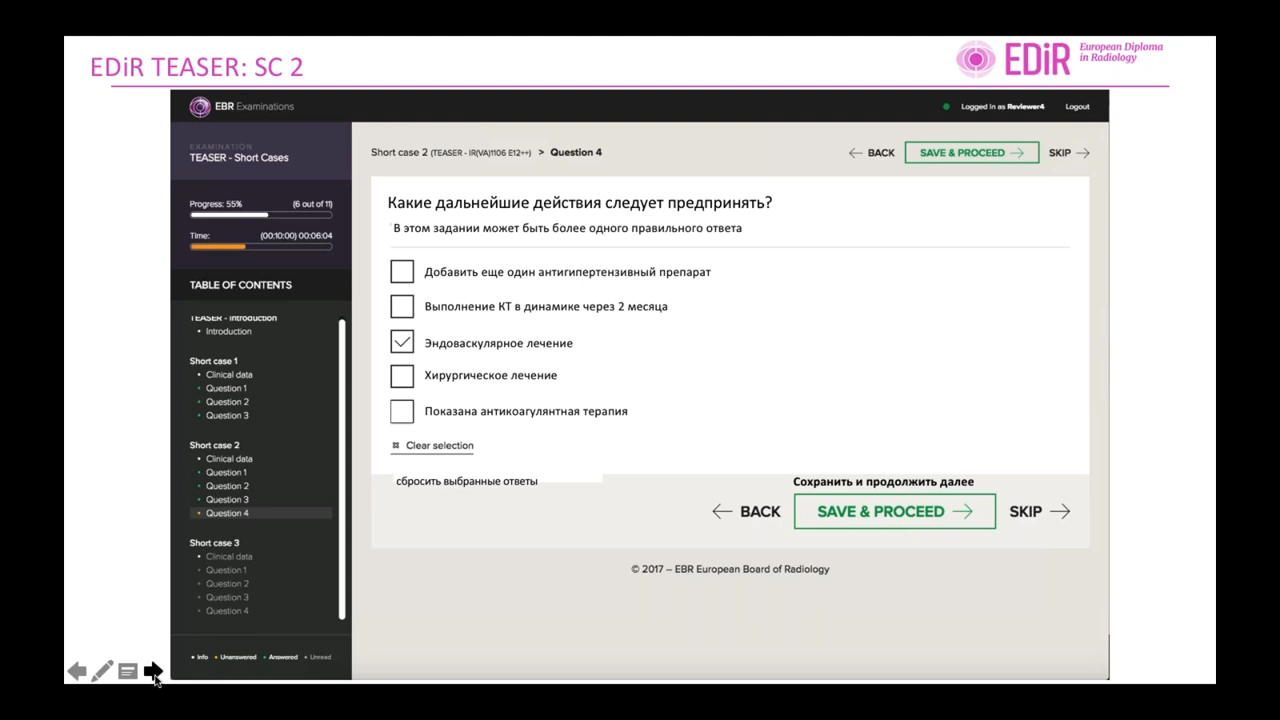 EDiR TEASER: SC 2
EDiR European Diploma
in Radiology
EBR Examinations
Logged in as Reviewer4
Logout
EXAMINATION
TEASER - Short Cases
Progress: 55% (6 out of 11)
Time: (00:10:00) 00:06:04
TABLE OF CONTENTS
TEASER - Introduction
• Introduction
Short case 1
• Clinical data
• Question 1
• Question 2
• Question 3
Short case 2
• Clinical data
• Question 1
• Question 2
• Question 3
• Question 4
Short case 3
• Clinical data
• Question 1
• Question 2
• Question 3
• Question 4
• Info • Unanswered • Answered • Unread
Short case 2 (TEASER - IR(VA)1106 E12++) > Question 4
← BACK SAVE & PROCEED → SKIP →
Какие дальнейшие действия следует предпринять?
В этом задании может быть более одного правильного ответа
Добавить еще один антигипертензивный препарат
Выполнение КТ в динамике через 2 месяца
Эндоваскулярное лечение
Хирургическое лечение
Показана антикоагулянтная терапия
Clear selection
сбросить выбранные ответы
Сохранить и продолжить далее
← BACK SAVE & PROCEED → SKIP →
© 2017 – EBR European Board of Radiology